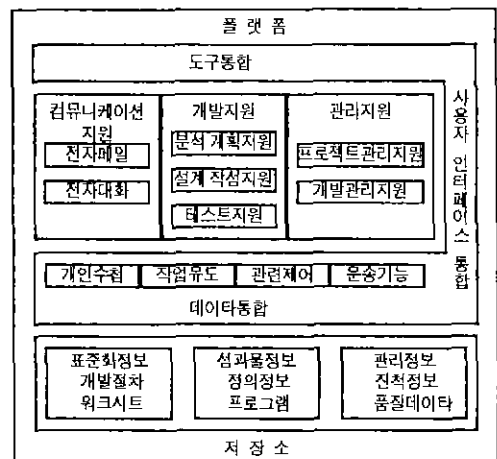 플랫폼
도구통합
컴뮤니케이션
지원
전자메일
전자대화
개발지원
분석 계획지원
설계 작성지원
테스트지원
관리지원
프로젝트관리지원
개발관리지원
사용자 인터페이스 통합
개인수첩 작업유도 관련제어 운송기능
데이타통합
표준화정보
개발절차
워크시트
성과물정보
정의정보
프로그램
관리정보
진척정보
품질데이타
저장소